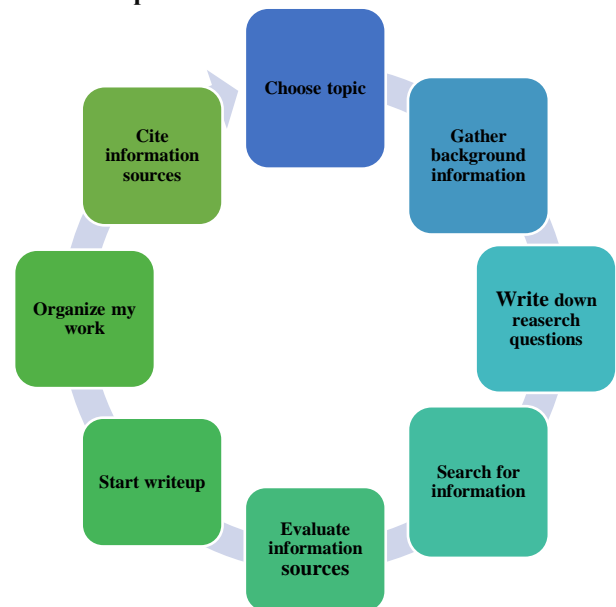 Choose topic
Gather
background
information
Write down
reaserch
questions
Search for
information
Evaluate
information
sources
Start writeup
Organize my
work
Cite
information
sources